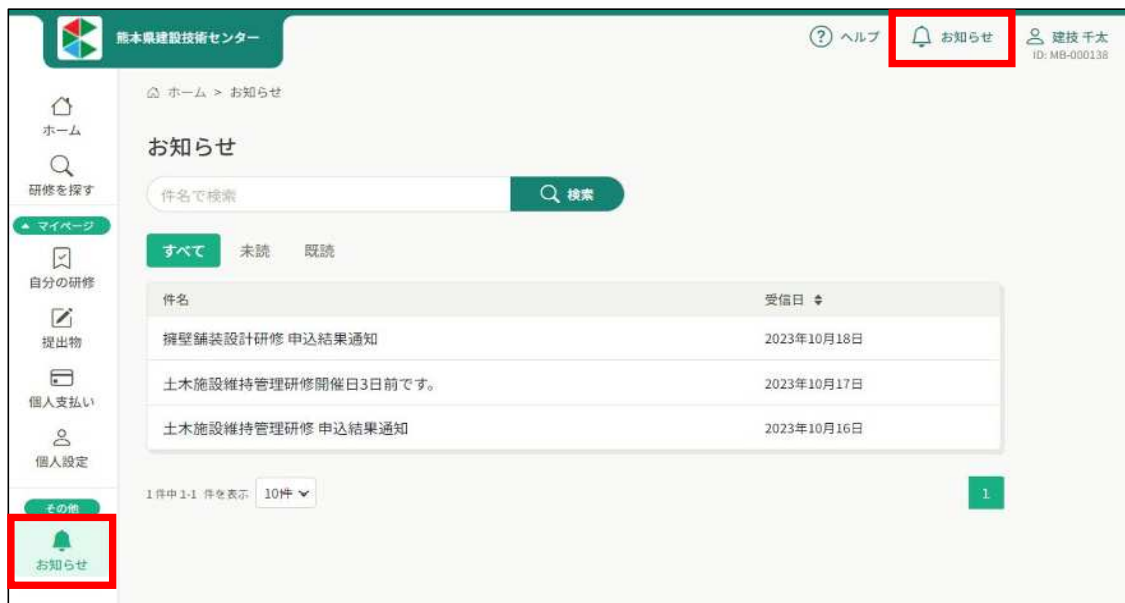 熊本県建設技術センター
ヘルプ
お知らせ
建技 千太
ID: MB-000138
ホーム > お知らせ
ホーム
研修を探す
マイページ
自分の研修
提出物
個人支払い
個人設定
その他
お知らせ
お知らせ
件名で検索
検索
すべて 未読 既読
件名 受信日
擁壁舗装設計研修 申込結果通知 2023年10月18日
土木施設維持管理研修開催日3日前です。 2023年10月17日
土木施設維持管理研修 申込結果通知 2023年10月16日
1件中 1-1 件を表示 10件
1